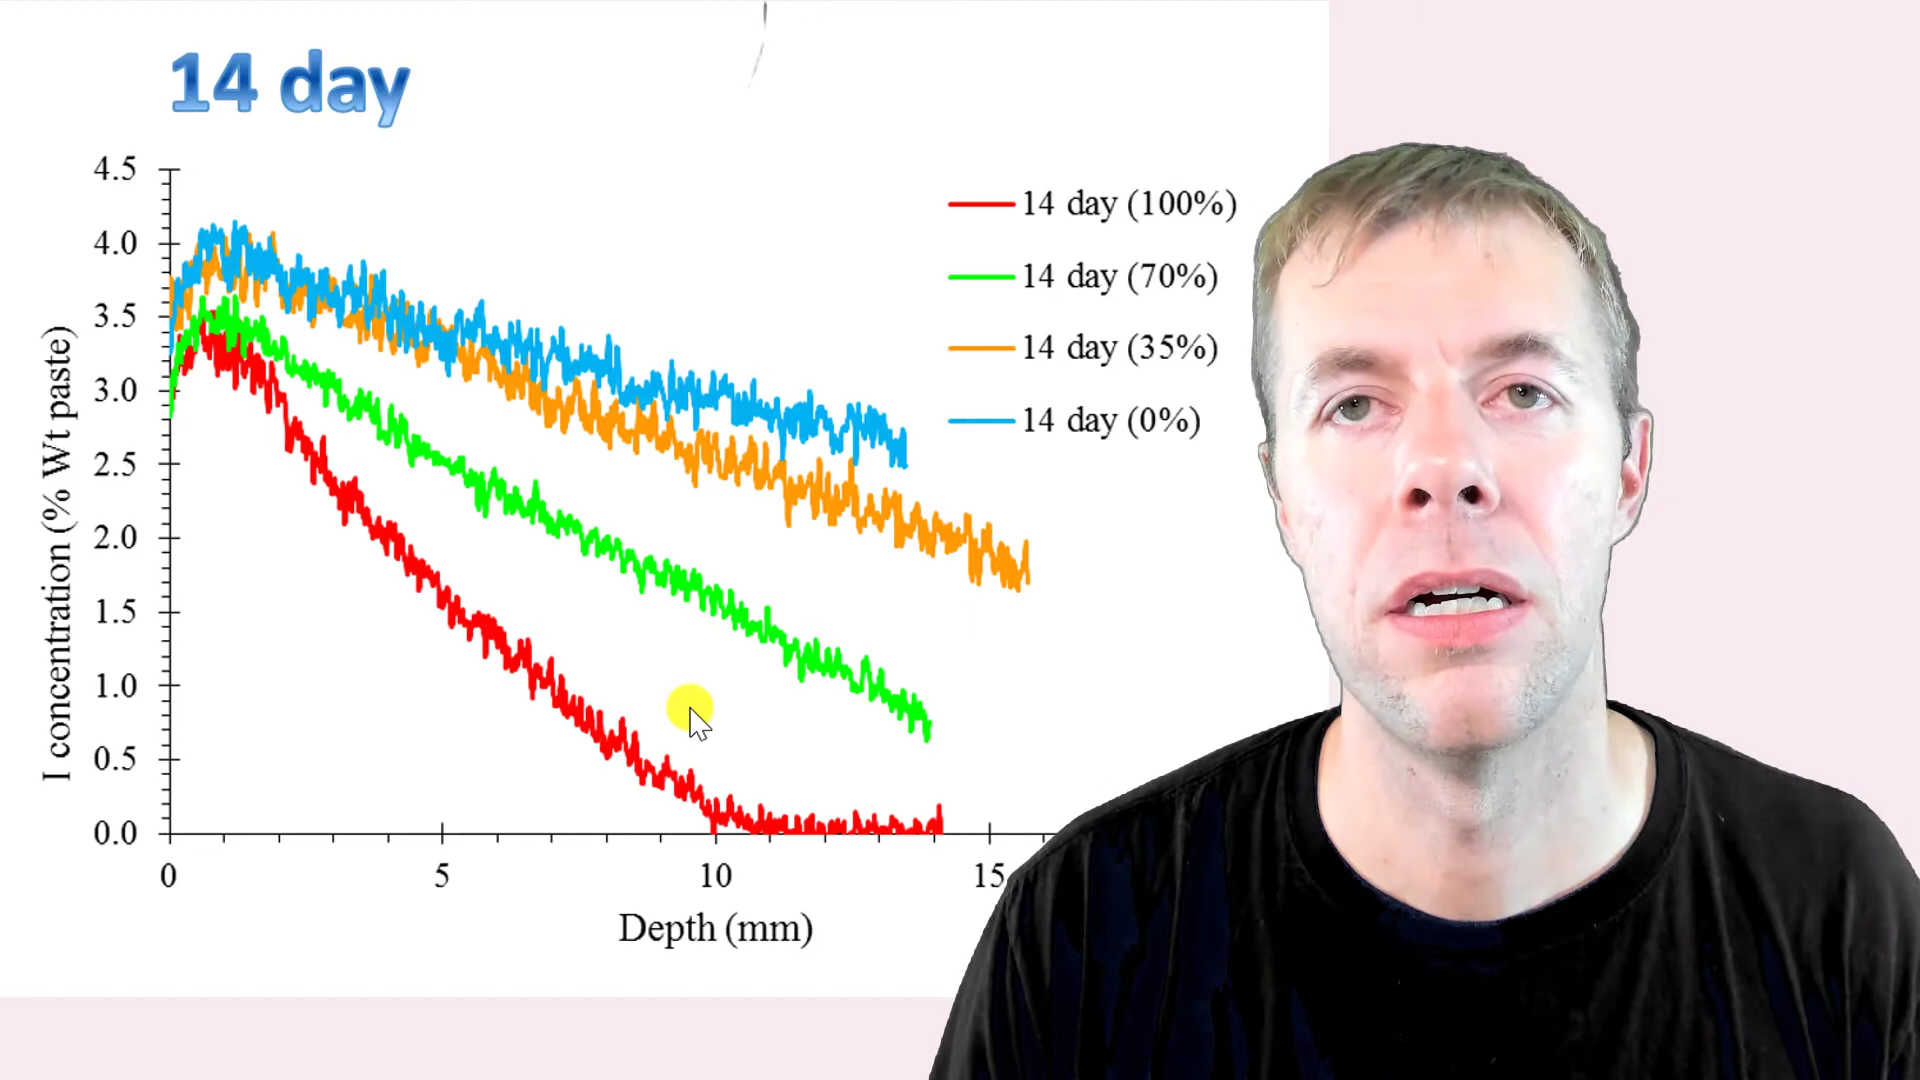 14 day
4.5
4.0
3.5
3.0
2.5
2.0
1.5
1.0
0.5
0.0
I concentration (% Wt paste)
0 5 10 15
Depth (mm)
14 day (100%)
14 day (70%)
14 day (35%)
14 day (0%)